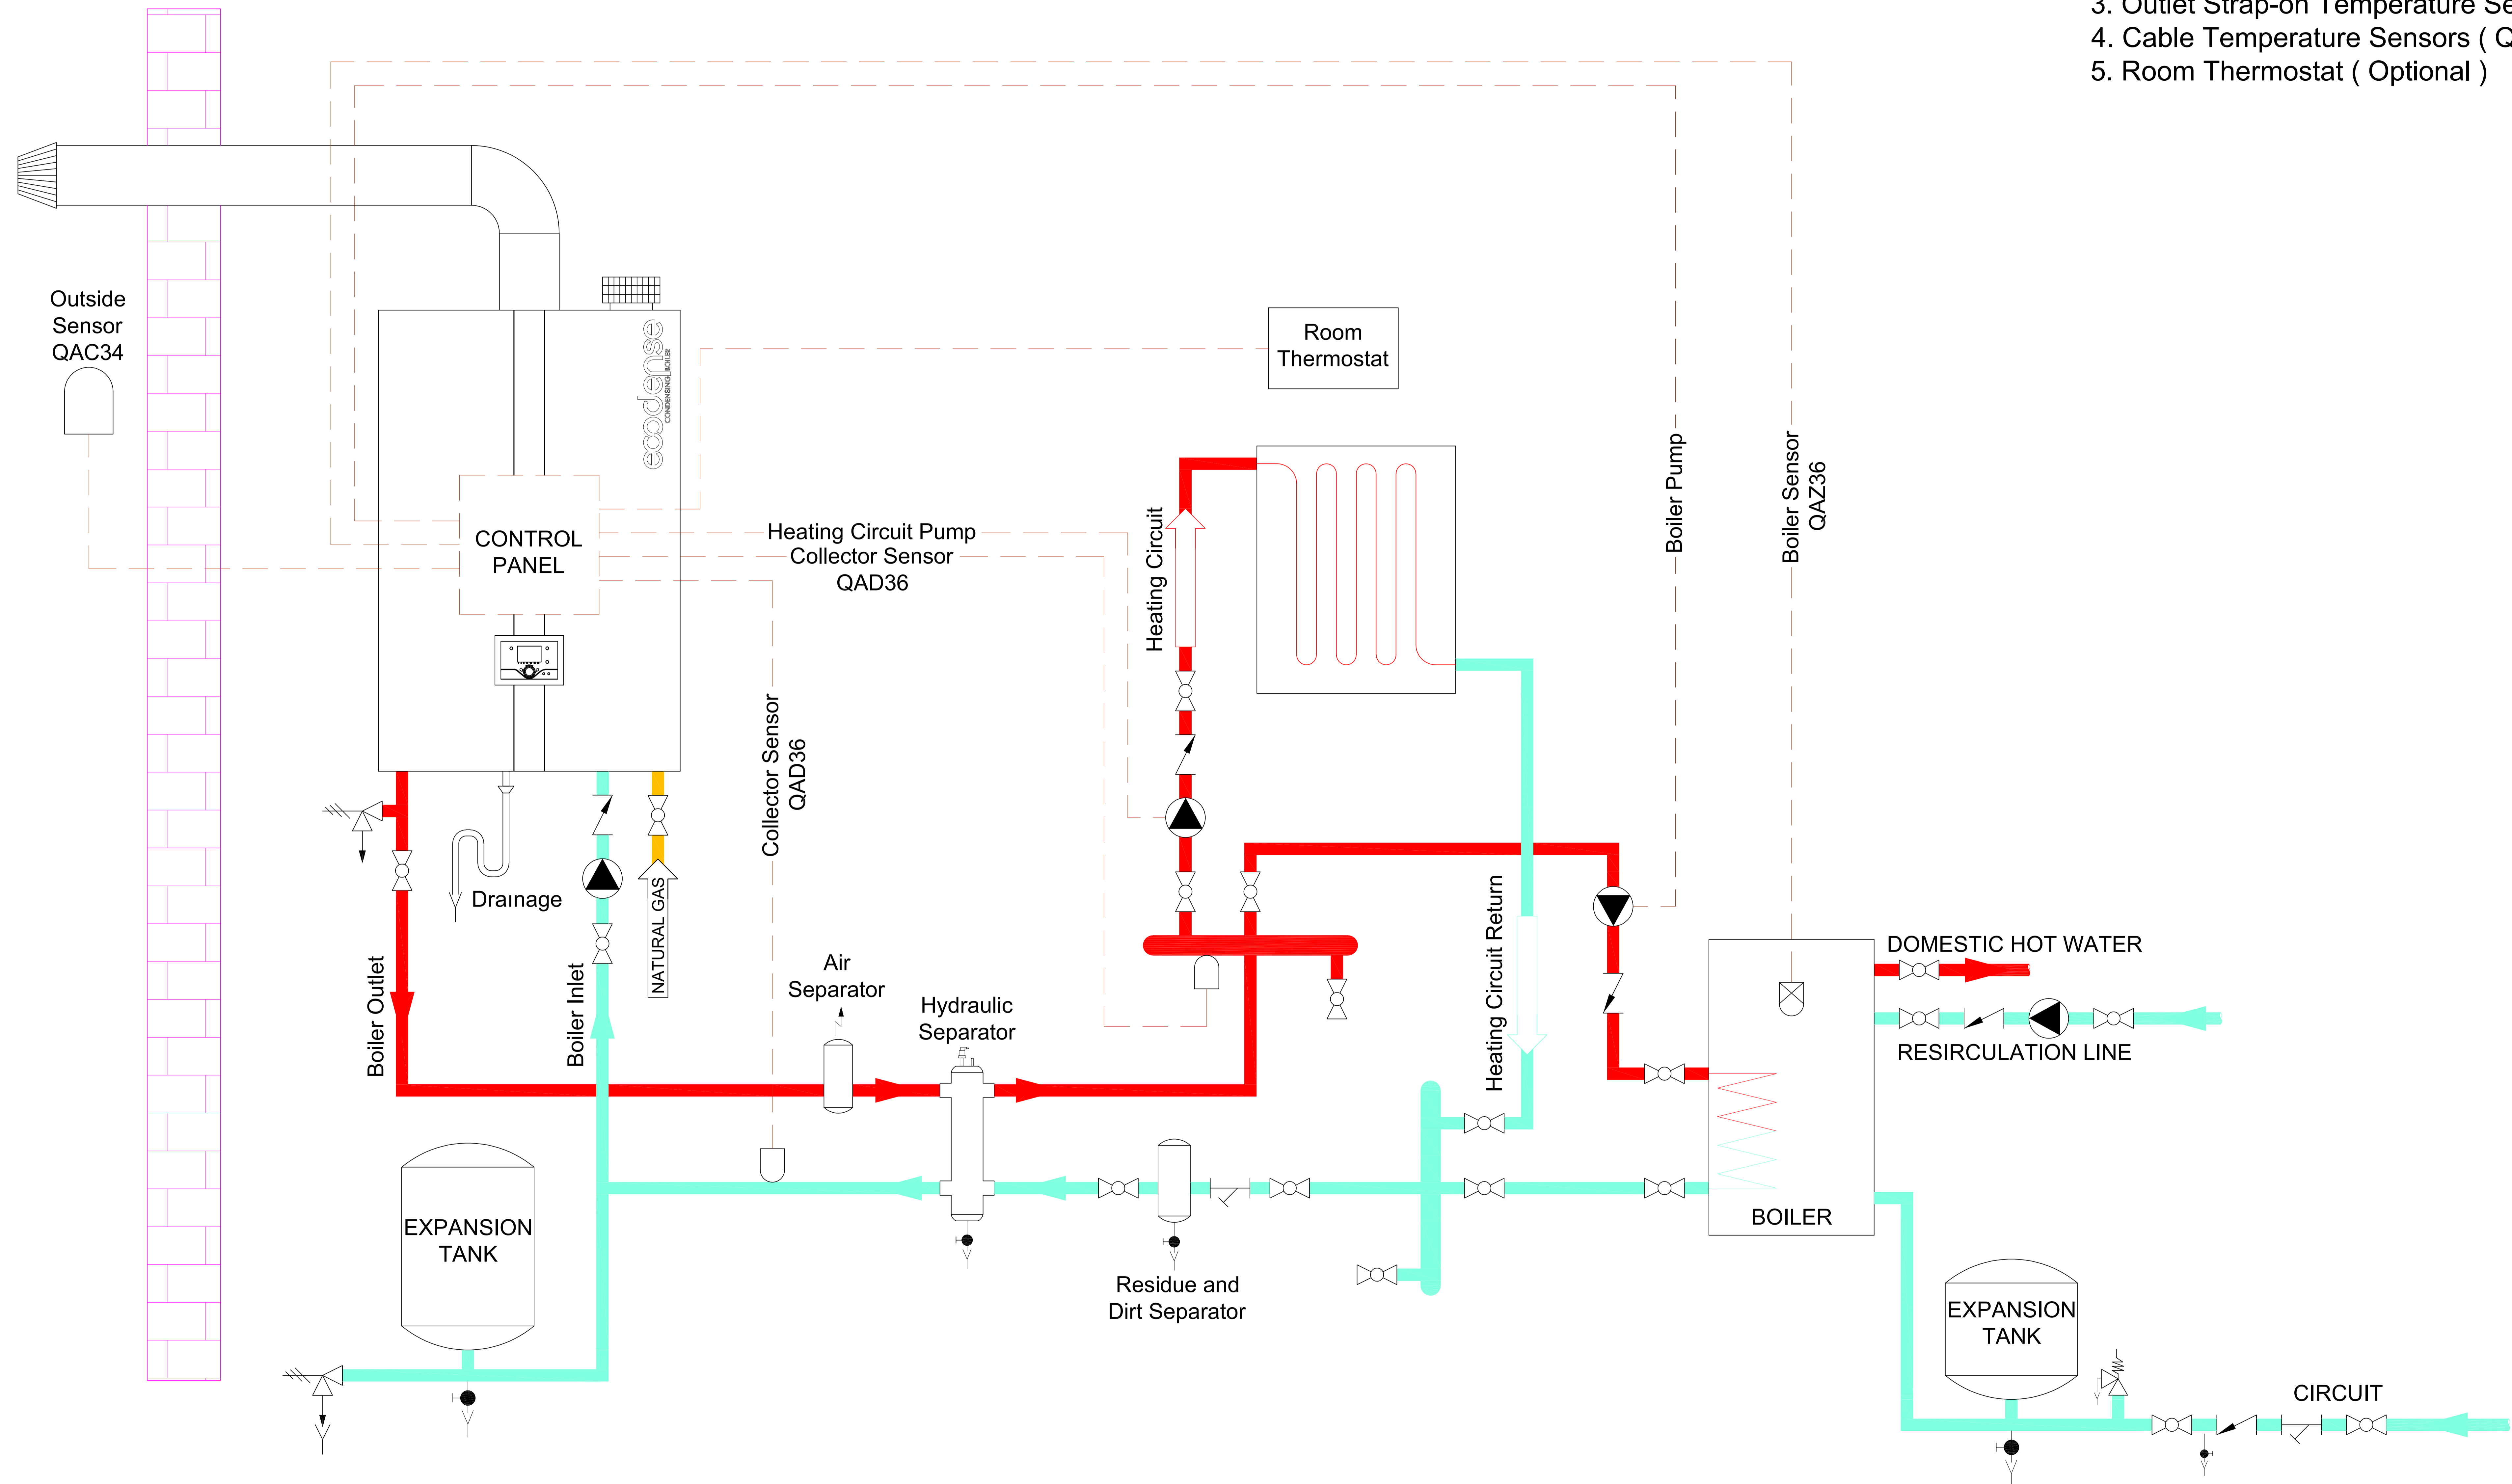 3. Outlet Strap-on Temperature Se
4. Cable Temperature Sensors ( Q
5. Room Thermostat ( Optional )
Outside
Sensor
QAC34
ecodense
CONDENSING BOILER
Room
Thermostat
CONTROL
PANEL
Heating Circuit Pump
Collector Sensor
QAD36
Heating Circuit
Boiler Pump
Boiler Sensor
QAZ36
Collector Sensor
QAD36
Drainage
NATURAL GAS
Boiler Outlet
Boiler Inlet
Air
Separator
Hydraulic
Separator
Heating Circuit Return
DOMESTIC HOT WATER
RESIRCULATION LINE
BOILER
EXPANSION
TANK
Residue and
Dirt Separator
EXPANSION
TANK
CIRCUIT